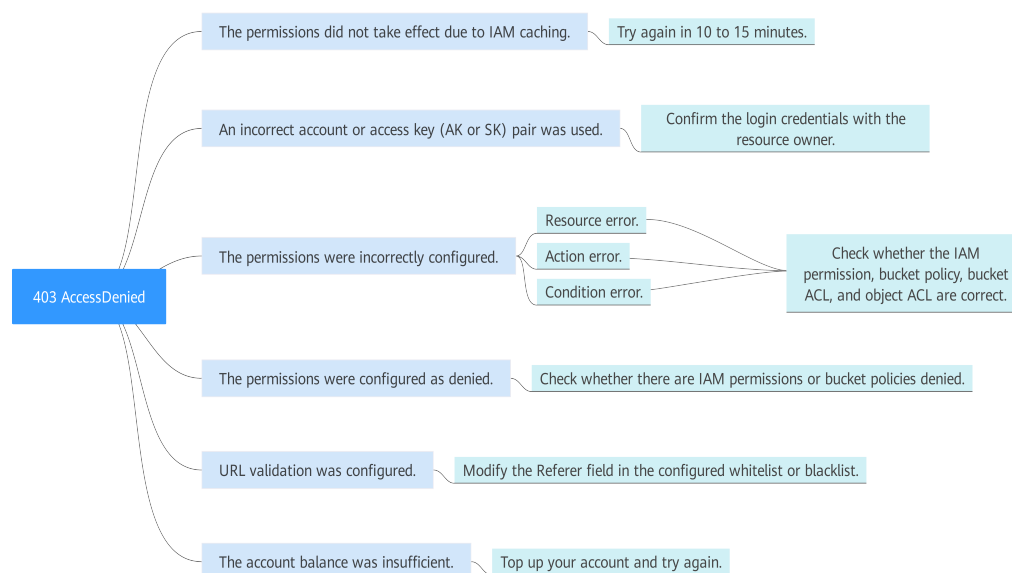 The permissions did not take effect due to IAM caching.
Try again in 10 to 15 minutes.
An incorrect account or access key (AK or SK) pair was used.
Confirm the login credentials with the
resource owner.
The permissions were incorrectly configured.
Resource error.
Action error.
Condition error.
Check whether the IAM
permission, bucket policy, bucket
ACL, and object ACL are correct.
403 AccessDenied
The permissions were configured as denied.
Check whether there are IAM permissions or bucket policies denied.
URL validation was configured.
Modify the Referer field in the configured whitelist or blacklist.
The account balance was insufficient.
Top up your account and try again.